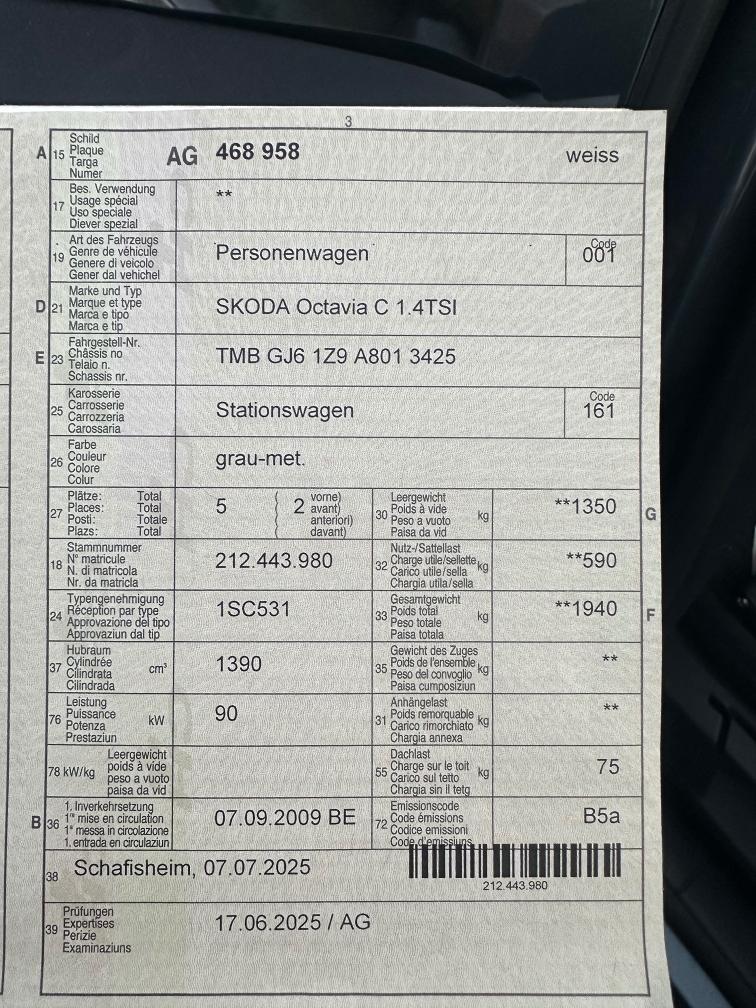 3
A 15 Schild AG 468 958 weiss
Plaque
Targa
Numer
17 Bes. Verwendung **
Usage spécial
Uso speciale
Diever spezial
19 Art des Fahrzeugs Personenwagen Code 001
Genre de véhicule
Genere di veicolo
Gener dal vehichel
D 21 Marke und Typ SKODA Octavia C 1.4TSI
Marque et type
Marca e tipo
Marca e tip
E 23 Fahrgestell-Nr. TMB GJ6 1Z9 A801 3425
Châssis no
Telaio n.
Schassis nr.
25 Karosserie Stationswagen Code 161
Carrosserie
Carrozzeria
Carossaria
26 Farbe grau-met.
Couleur
Colore
Colur
27 Plätze: Total 5 ( 2 vorne)
Places: Total avant)
Posti: Totale anteriori)
Plazs: Total davant)
30 Leergewicht kg **1350 G
Poids à vide
Peso a vuoto
Paisa da vid
18 Stammnummer 212.443.980
N° matricule
N. di matricola
Nr. da matricla
32 Nutz-/Sattellast kg **590
Charge utile/sellette
Carico utile/sella
Chargia utila/sella
24 Typengenehmigung 1SC531
Réception par type
Approvazione del tipo
Approvaziun dal tip
33 Gesamtgewicht kg **1940 F
Poids total
Peso totale
Paisa totala
37 Hubraum cm³ 1390
Cylindrée
Cilindrata
Cilindrada
35 Gewicht des Zuges kg **
Poids de l'ensemble
Peso del convoglio
Paisa cumposiziun
76 Leistung kW 90
Puissance
Potenza
Prestaziun
31 Anhängelast kg **
Poids remorquable
Carico rimorchiato
Chargia annexa
78 kW/kg Leergewicht
poids à vide
peso a vuoto
paisa da vid
55 Dachlast kg 75
Charge sur le toit
Carico sul tetto
Chargia sin il tetg
B 36 1. Inverkehrsetzung 07.09.2009 BE
1re mise en circulation
1a messa in circolazione
1. entrada en circulaziun
72 Emissionscode B5a
Code émissions
Codice emissioni
Code d'emissiuns
38 Schafisheim, 07.07.2025
212.443.980
39 Prüfungen 17.06.2025 / AG
Expertises
Perizie
Examinaziuns